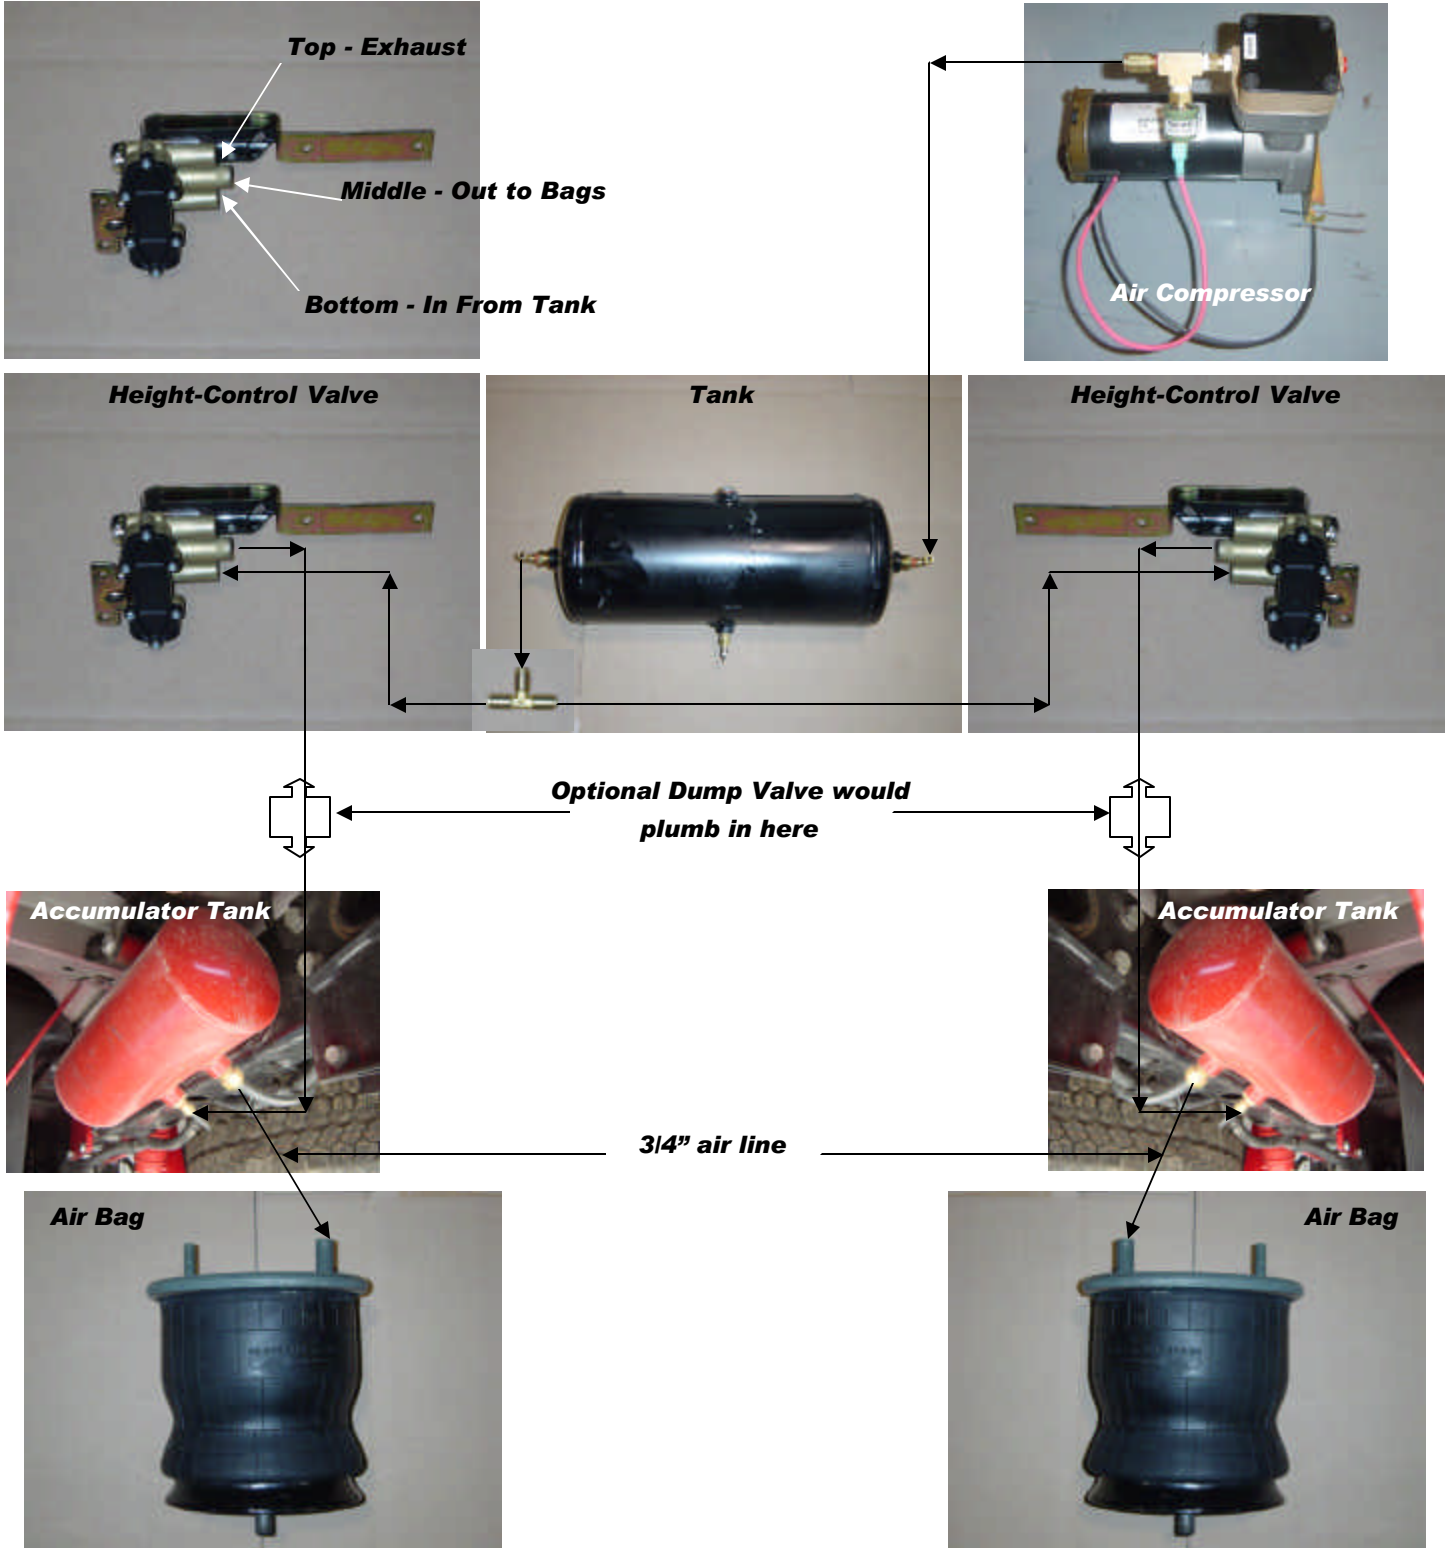 Top - Exhaust
Middle - Out to Bags
Bottom - In From Tank
Air Compressor
Height-Control Valve
Tank
Height-Control Valve
Optional Dump Valve would
plumb in here
Accumulator Tank
Accumulator Tank
3/4” air line
Air Bag
Air Bag